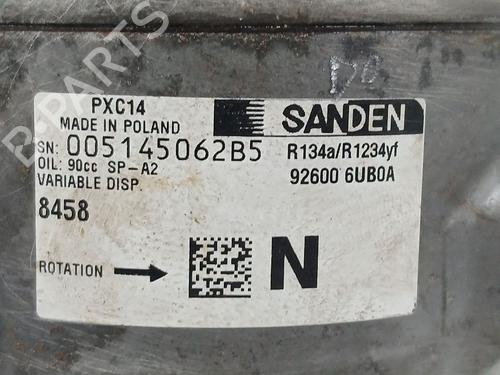 PXC14
MADE IN POLAND
SN: 005145062B5
OIL: 90cc SP-A2
VARIABLE DISP.
8458
ROTATION
SANDEN
R134a/R1234yf
92600 6UB0A
N